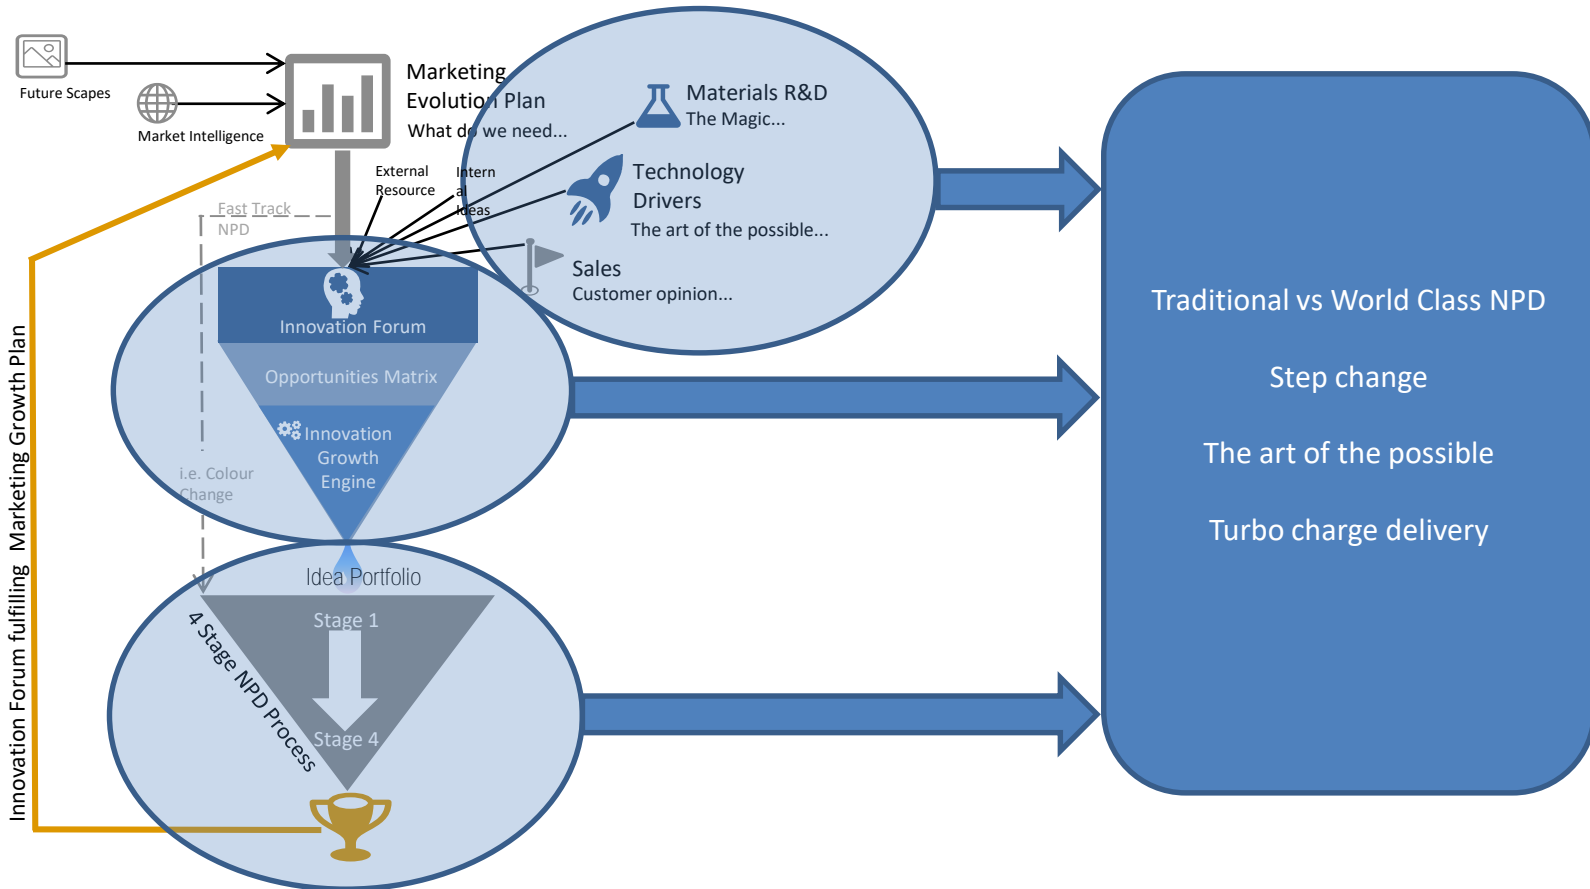 Future Scapes
Market Intelligence
Marketing
Evolution Plan
What do we need...
Materials R&D
The Magic...
Technology
Drivers
The art of the possible...
Sales
Customer opinion...
External
Resource
Intern
al
Ideas
Fast Track
NPD
i.e. Colour
Change
Innovation Forum
Opportunities Matrix
Innovation
Growth
Engine
Idea Portfolio
Stage 1
Stage 4
4 Stage NPD Process
Innovation Forum fulfilling Marketing Growth Plan
Traditional vs World Class NPD
Step change
The art of the possible
Turbo charge delivery